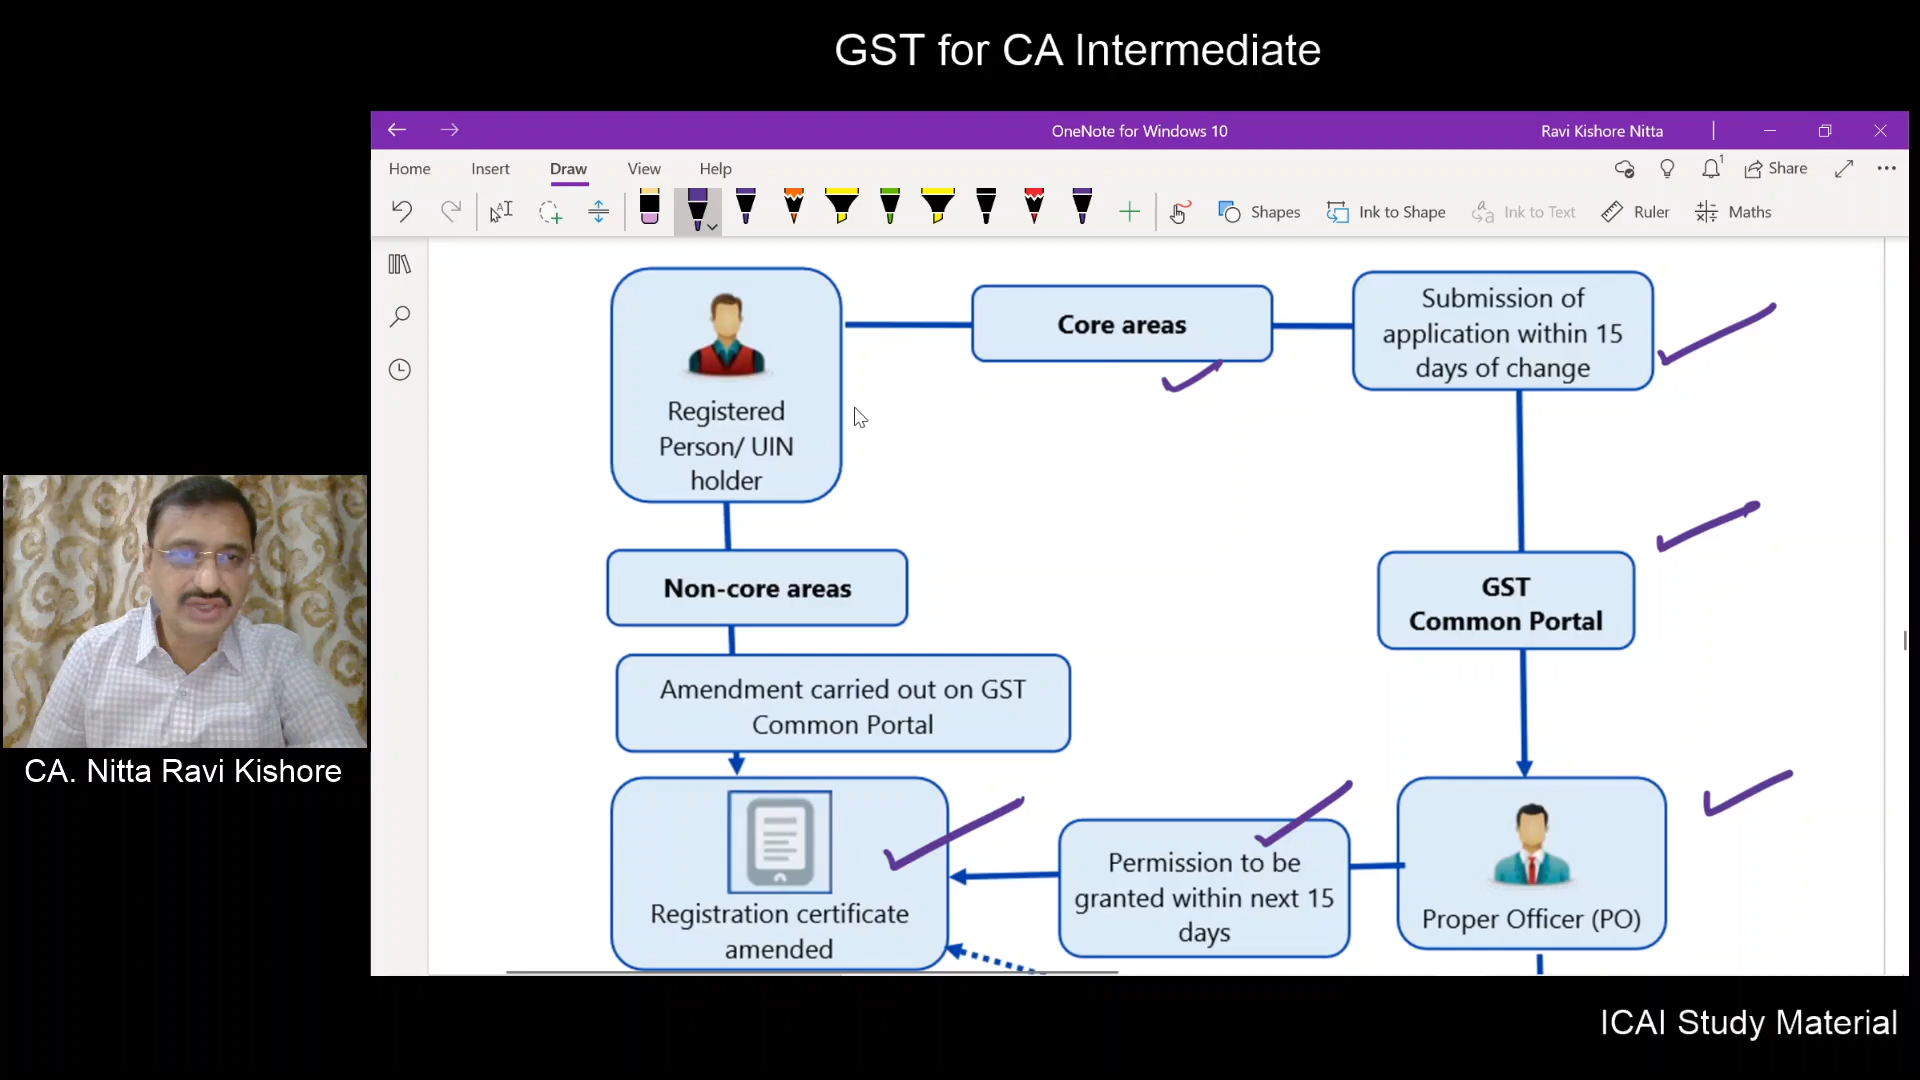 GST for CA Intermediate
OneNote for Windows 10
Ravi Kishore Nitta
Home
Insert
Draw
View
Help
1
Share
Shapes
Ink to Shape
Ink to Text
Ruler
Maths
Registered
Person/ UIN
holder
Core areas
Submission of
application within 15
days of change
Non-core areas
GST
Common Portal
Amendment carried out on GST
Common Portal
Registration certificate
amended
Permission to be
granted within next 15
days
Proper Officer (PO)
CA. Nitta Ravi Kishore
ICAI Study Material